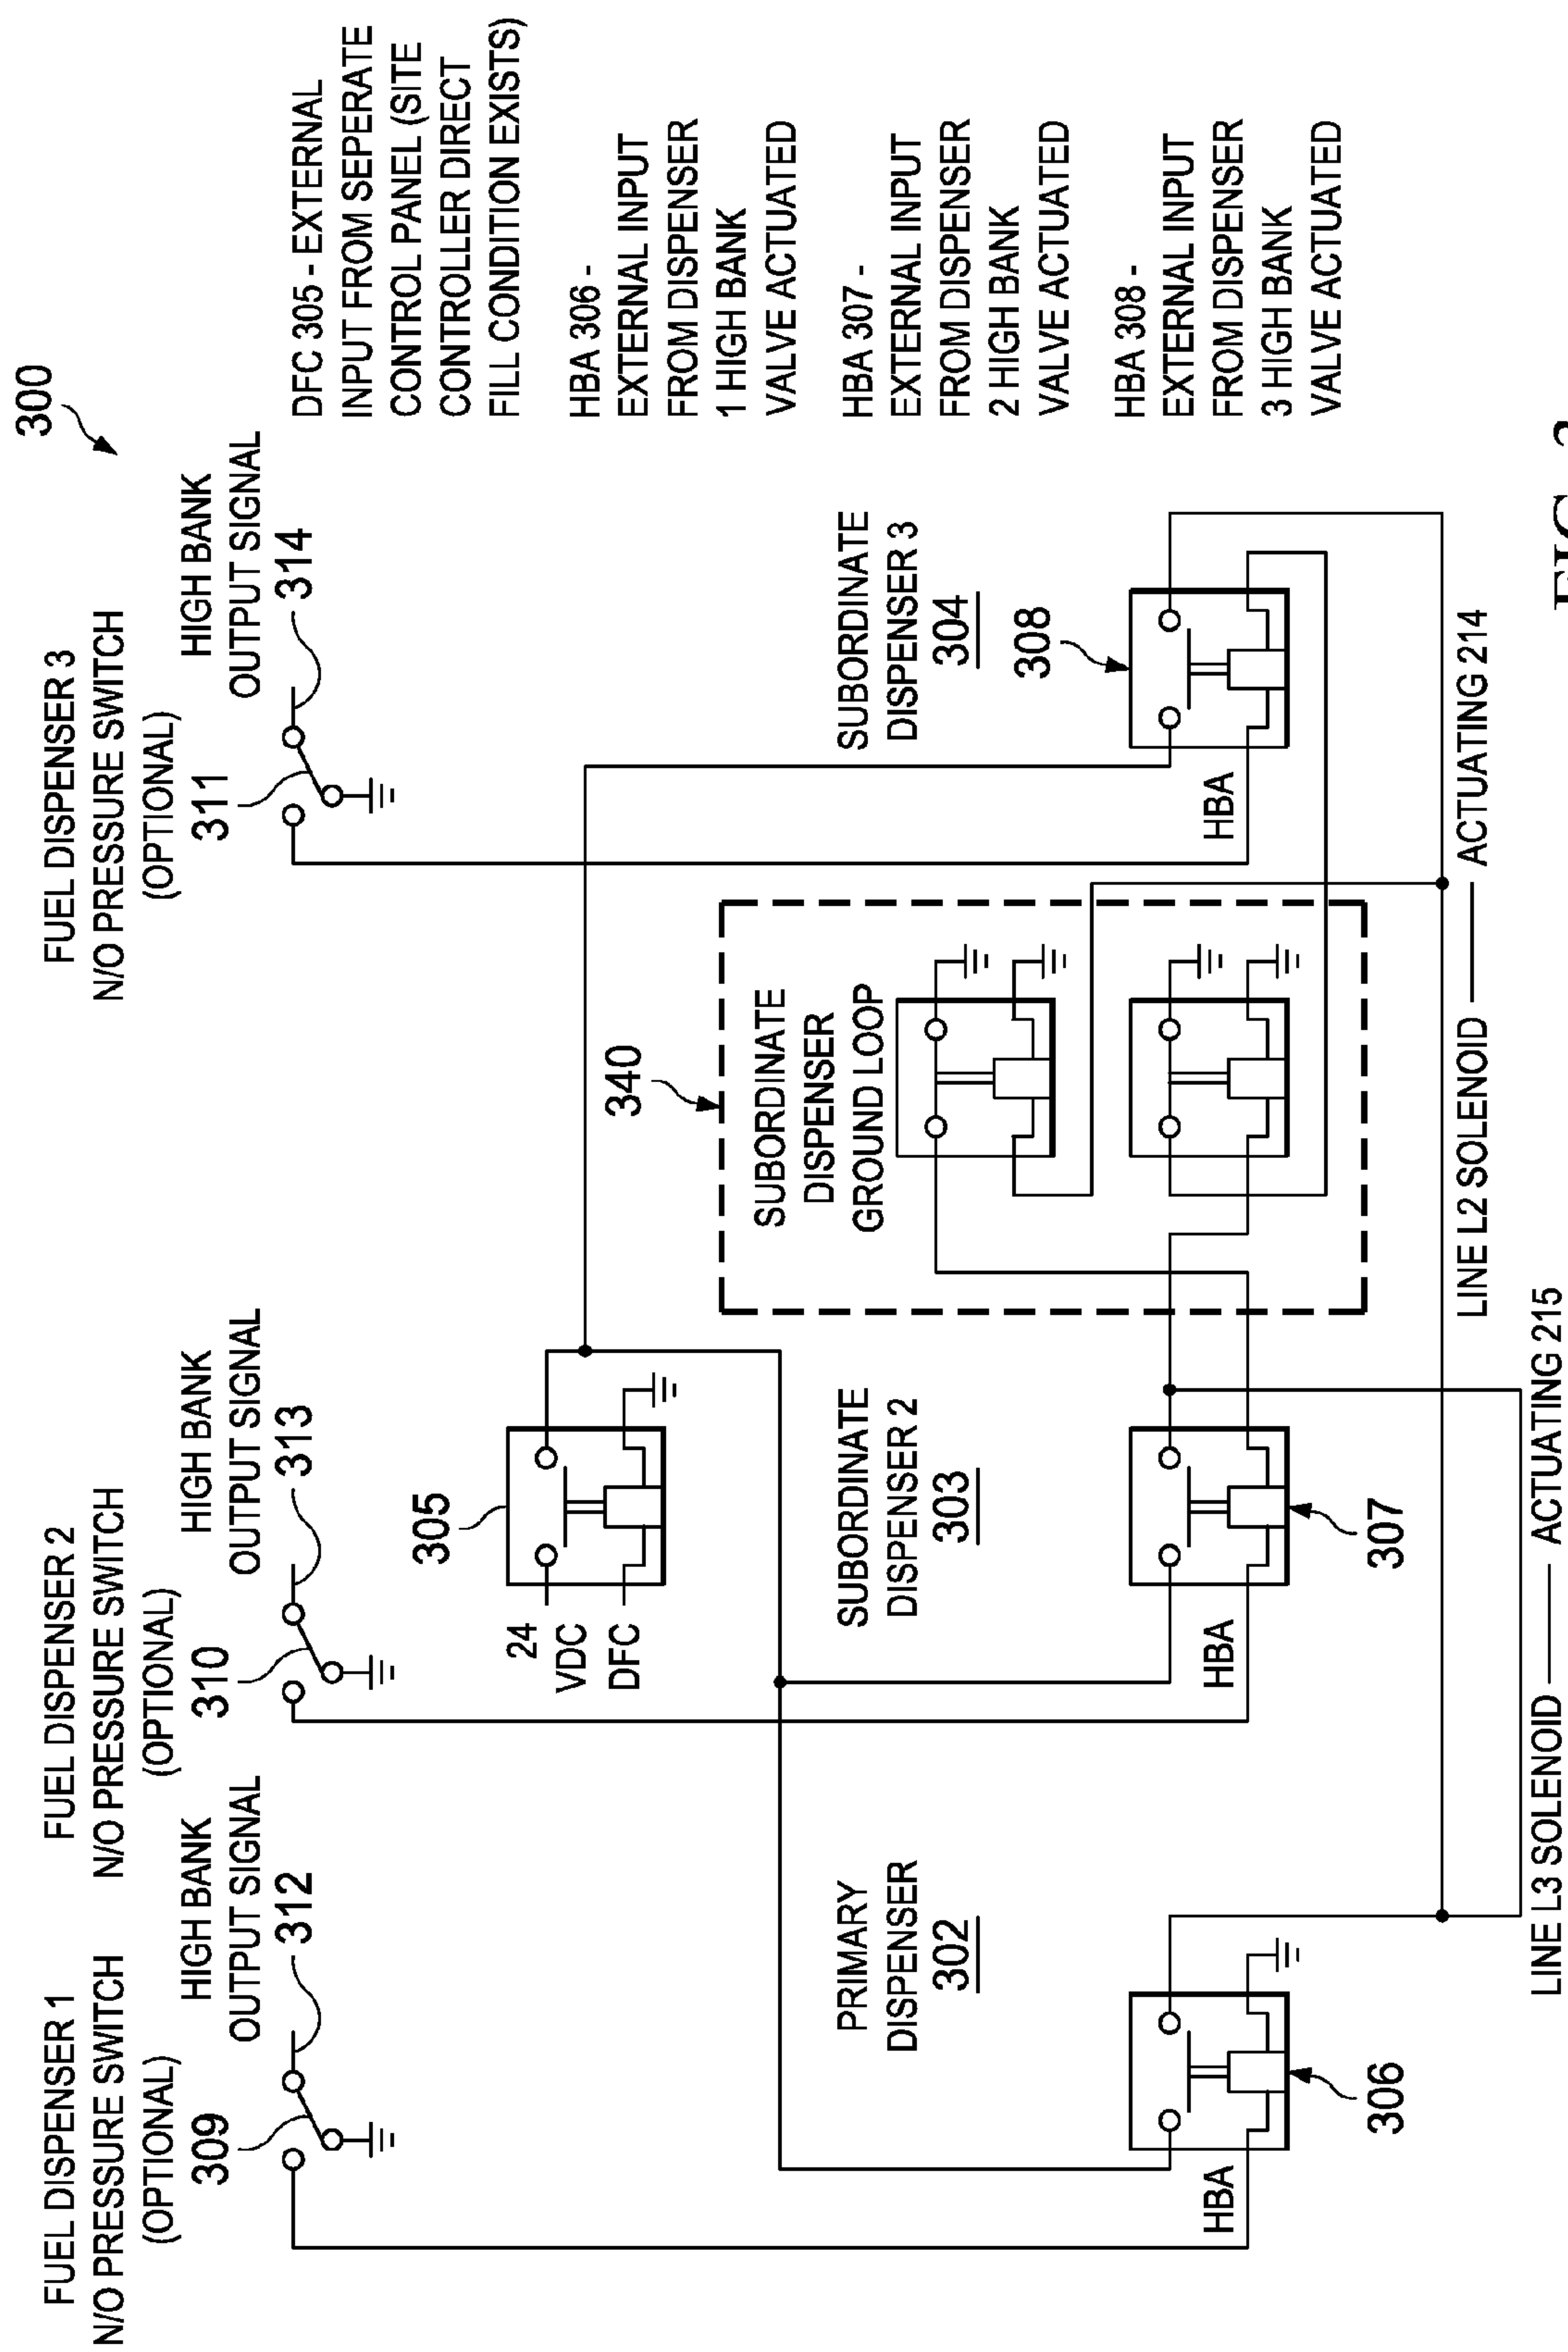 300
FUEL DISPENSER 1
N/O PRESSURE SWITCH
(OPTIONAL)
309
HIGH BANK
OUTPUT SIGNAL
312
FUEL DISPENSER 2
N/O PRESSURE SWITCH
(OPTIONAL)
310
HIGH BANK
OUTPUT SIGNAL
313
FUEL DISPENSER 3
N/O PRESSURE SWITCH
(OPTIONAL)
311
HIGH BANK
OUTPUT SIGNAL
314
DFC 305 - EXTERNAL
INPUT FROM SEPERATE
CONTROL PANEL (SITE
CONTROLLER DIRECT
FILL CONDITION EXISTS)
HBA 306 -
EXTERNAL INPUT
FROM DISPENSER
1 HIGH BANK
VALVE ACTUATED
HBA 307 -
EXTERNAL INPUT
FROM DISPENSER
2 HIGH BANK
VALVE ACTUATED
HBA 308 -
EXTERNAL INPUT
FROM DISPENSER
3 HIGH BANK
VALVE ACTUATED
305
24
VDC
DFC
340
SUBORDINATE
DISPENSER
GROUND LOOP
PRIMARY
DISPENSER
302
SUBORDINATE
DISPENSER 2
303
SUBORDINATE
DISPENSER 3
304
308
HBA
HBA
HBA
306
307
LINE L2 SOLENOID
ACTUATING 214
LINE L3 SOLENOID
ACTUATING 215